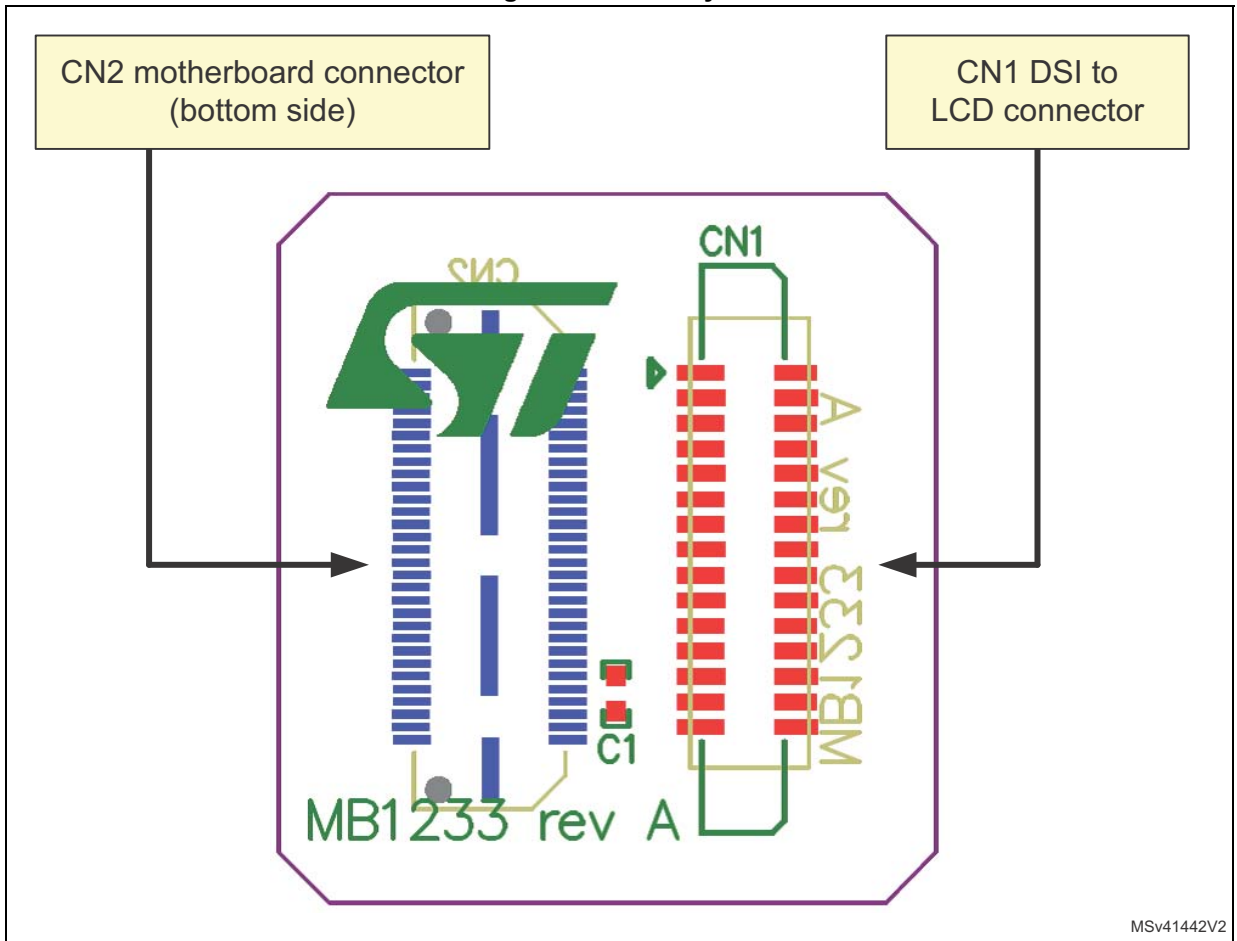 CN2 motherboard connector
(bottom side)
CN1 DSI to
LCD connector
CN2
CN1
A rev MB1233
C1
MB1233 rev A
MSv41442V2